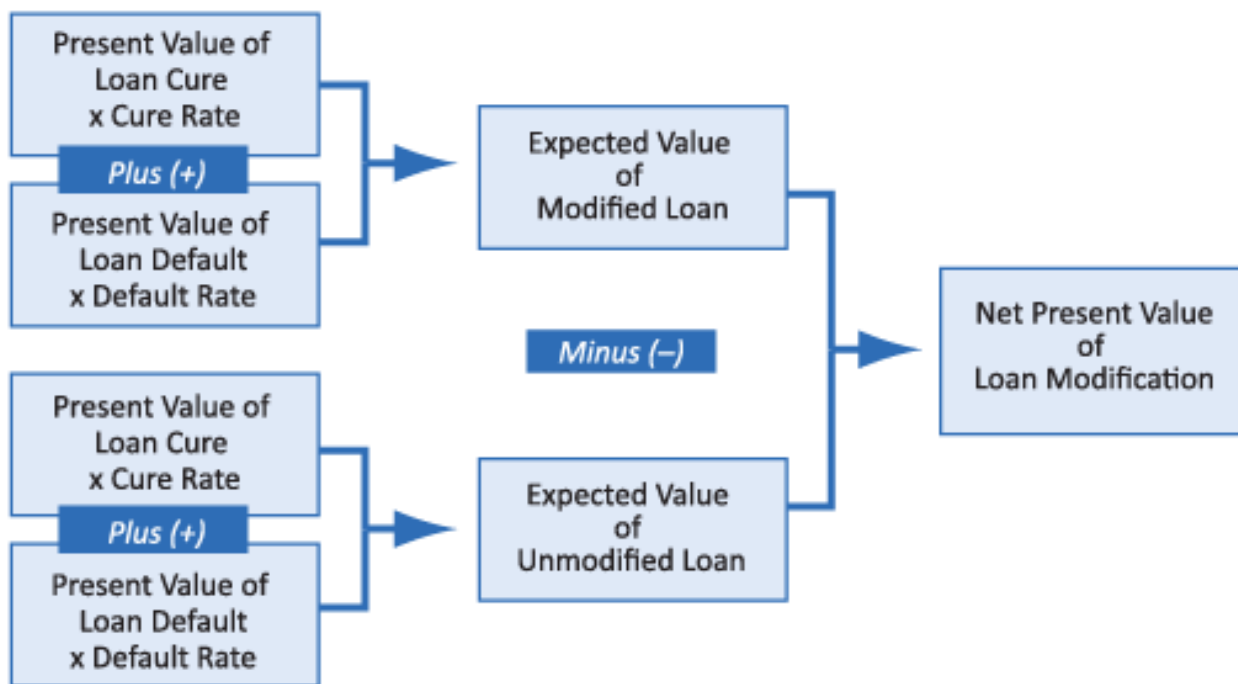 Present Value of
Loan Cure
x Cure Rate
Plus (+)
Present Value of
Loan Default
x Default Rate
Expected Value
of
Modified Loan
Minus (–)
Present Value of
Loan Cure
x Cure Rate
Plus (+)
Present Value of
Loan Default
x Default Rate
Expected Value
of
Unmodified Loan
Net Present Value
of
Loan Modification